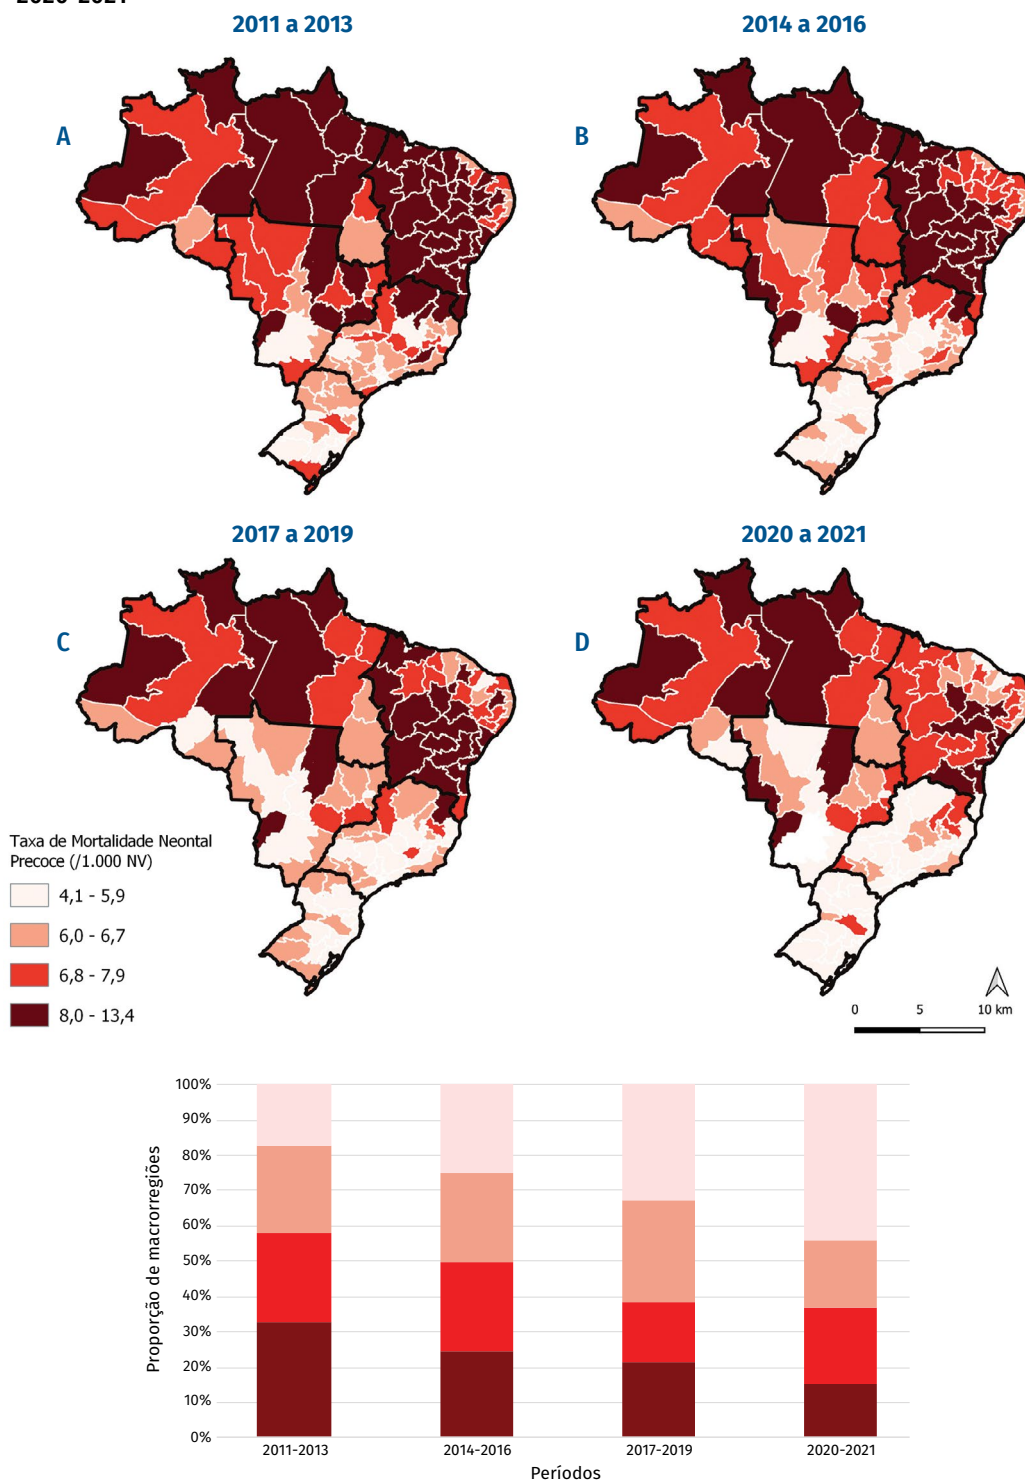 2020-2021
2011 a 2013
2014 a 2016
A
B
2017 a 2019
2020 a 2021
C
D
Taxa de Mortalidade Neontal
Precoce (/1.000 NV)
4,1 - 5,9
6,0 - 6,7
6,8 - 7,9
8,0 - 13,4
0 5 10 km
Proporção de macrorregiões
100%
90%
80%
70%
60%
50%
40%
30%
20%
10%
0%
2011-2013 2014-2016 2017-2019 2020-2021
Períodos